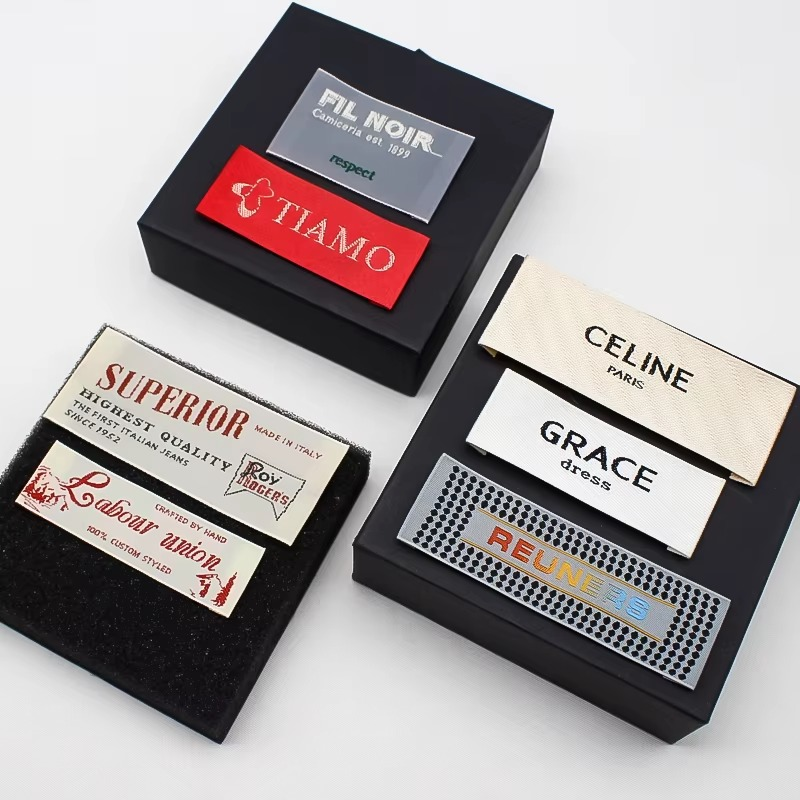 FIL NOIR
Camiceria est. 1899
respect
TIAMO
SUPERIOR
MADE IN ITALY
HIGHEST QUALITY
THE FIRST ITALIAN JEANS
SINCE 1952
Roy
ROGERS
CRAFTED BY HAND
Labour union
100% CUSTOM STYLED
CELINE
PARIS
GRACE
dress
REUNERS